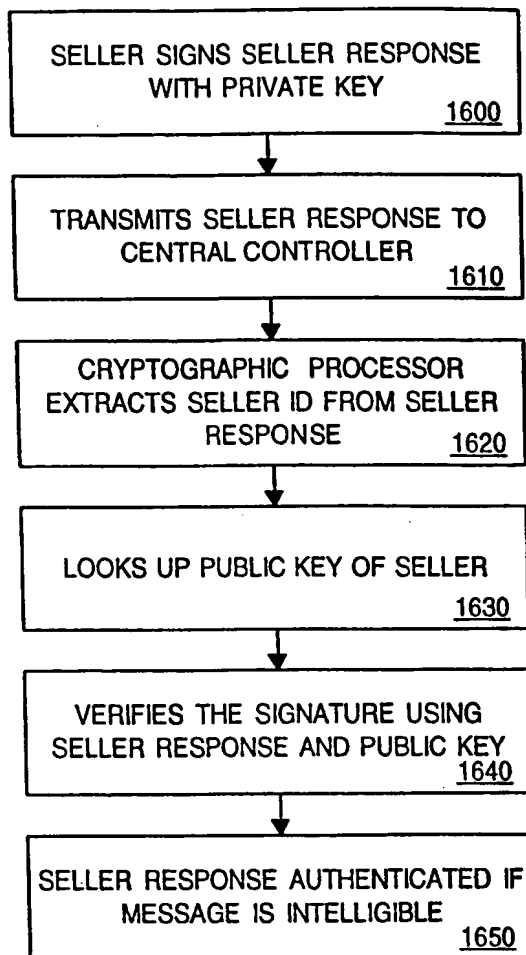 SELLER SIGNS SELLER RESPONSE
WITH PRIVATE KEY
1600
TRANSMITS SELLER RESPONSE TO
CENTRAL CONTROLLER
1610
CRYPTOGRAPHIC PROCESSOR
EXTRACTS SELLER ID FROM SELLER
RESPONSE
1620
LOOKS UP PUBLIC KEY OF SELLER
1630
VERIFIES THE SIGNATURE USING
SELLER RESPONSE AND PUBLIC KEY
1640
SELLER RESPONSE AUTHENTICATED IF
MESSAGE IS INTELLIGIBLE
1650